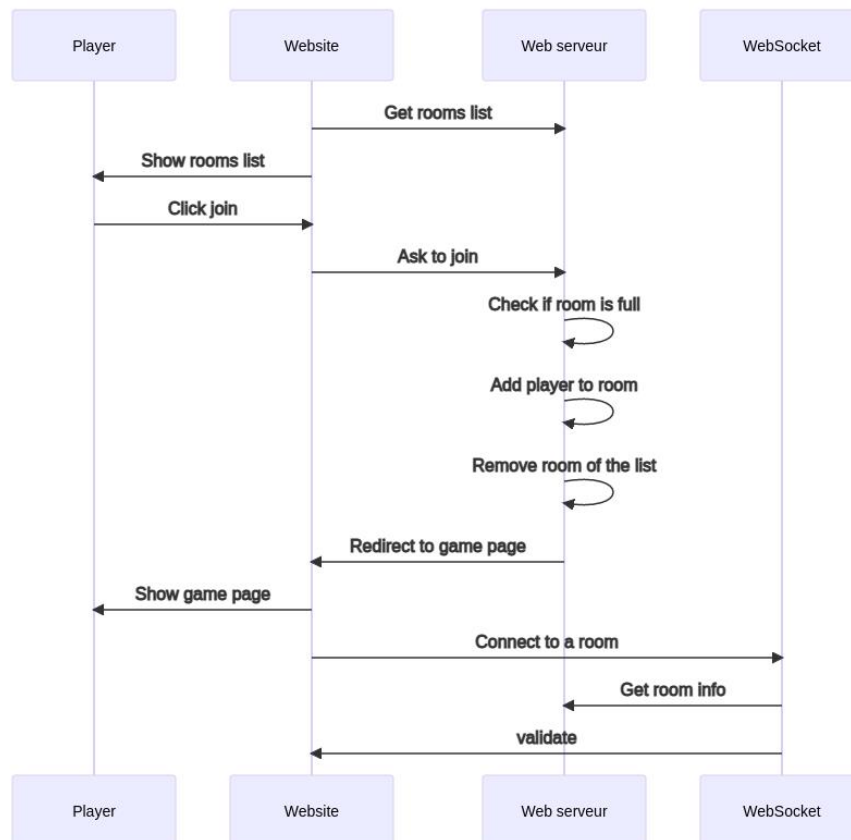 Player
Website
Web serveur
WebSocket
Get rooms list
Show rooms list
Click join
Ask to join
Check if room is full
Add player to room
Remove room of the list
Redirect to game page
Show game page
Connect to a room
Get room info
validate
Player
Website
Web serveur
WebSocket